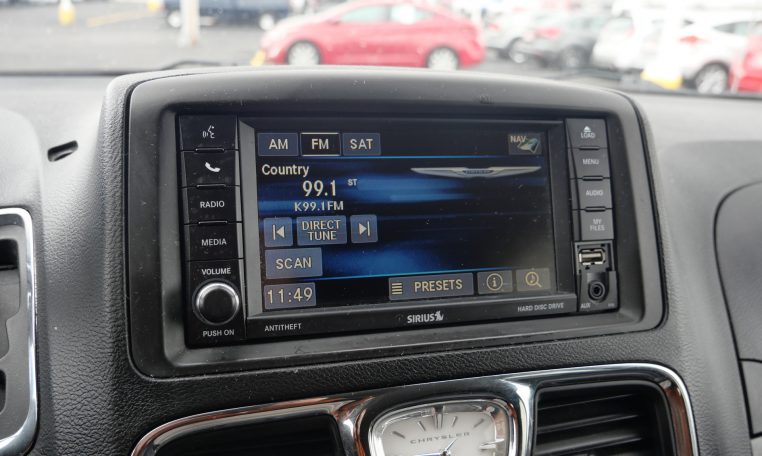 AM FM SAT NAV
LOAD
Country
MENU
99.1 ST
K99.1FM
RADIO
AUDIO
DIRECT
TUNE
MY
FILES
MEDIA
SCAN
VOLUME
11:49 PRESETS
PUSH ON
ANTITHEFT SIRIUS HARD DISC DRIVE AUX
CHRYSLER